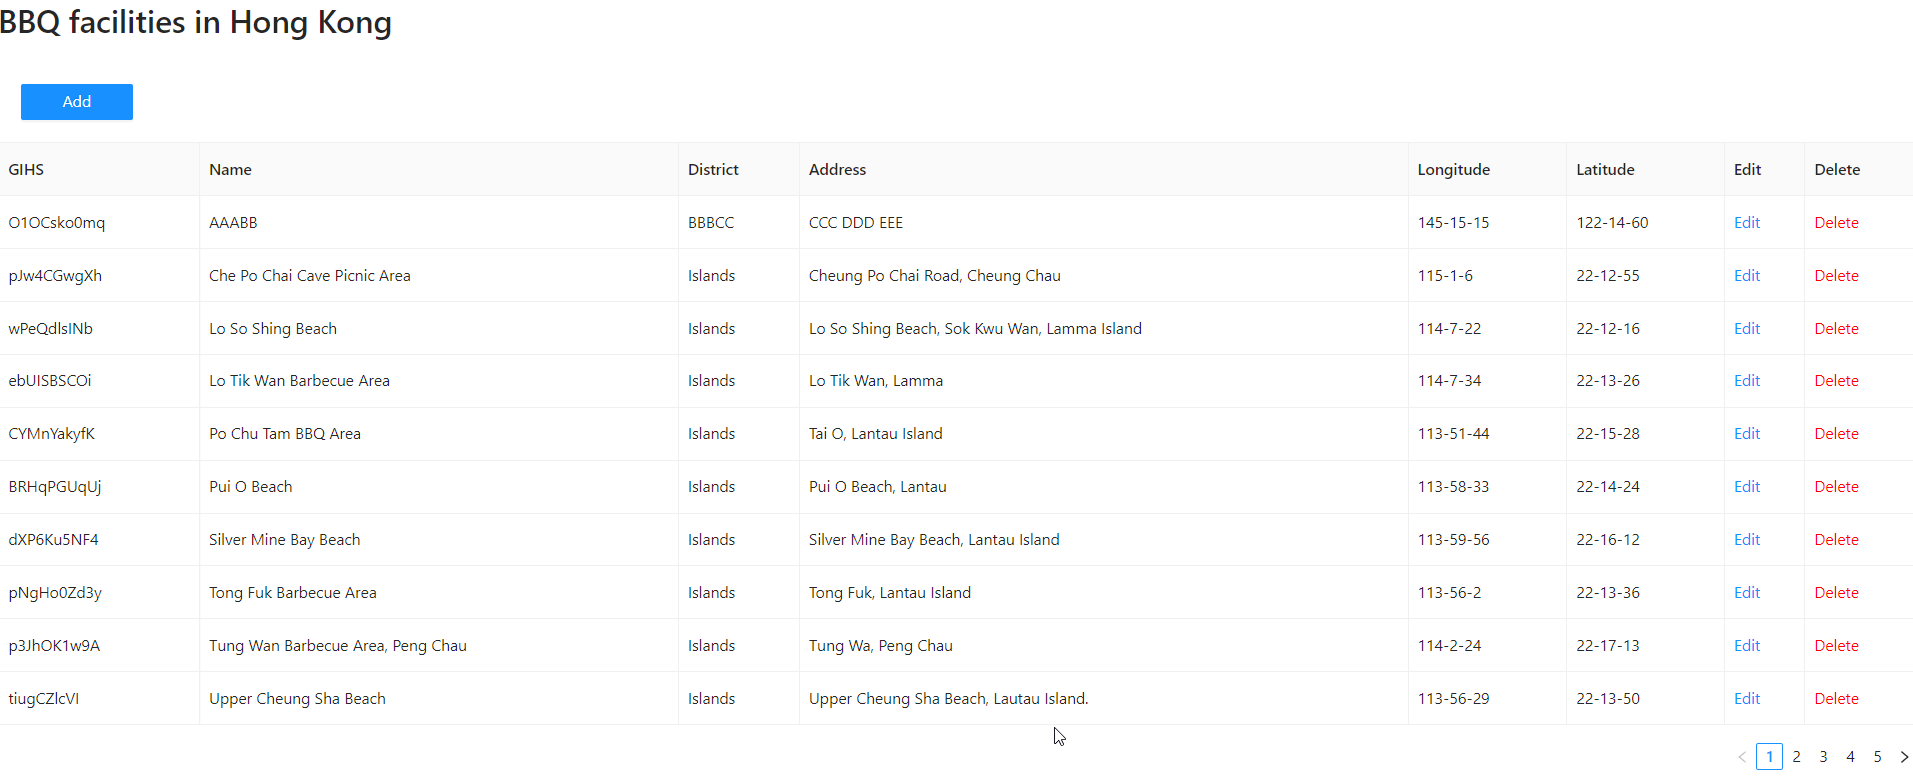 BBQ facilities in Hong Kong
Add
GIHS Name District Address Longitude Latitude Edit Delete
O1OCsko0mq AAABB BBBCC CCC DDD EEE 145-15-15 122-14-60 Edit Delete
pJw4CGwgXh Che Po Chai Cave Picnic Area Islands Cheung Po Chai Road, Cheung Chau 115-1-6 22-12-55 Edit Delete
wPeQdlsINb Lo So Shing Beach Islands Lo So Shing Beach, Sok Kwu Wan, Lamma Island 114-7-22 22-12-16 Edit Delete
ebUISBSCOi Lo Tik Wan Barbecue Area Islands Lo Tik Wan, Lamma 114-7-34 22-13-26 Edit Delete
CYMnYakyfK Po Chu Tam BBQ Area Islands Tai O, Lantau Island 113-51-44 22-15-28 Edit Delete
BRHqPGUqUj Pui O Beach Islands Pui O Beach, Lantau 113-58-33 22-14-24 Edit Delete
dXP6Ku5NF4 Silver Mine Bay Beach Islands Silver Mine Bay Beach, Lantau Island 113-59-56 22-16-12 Edit Delete
pNgHo0Zd3y Tong Fuk Barbecue Area Islands Tong Fuk, Lantau Island 113-56-2 22-13-36 Edit Delete
p3JhOK1w9A Tung Wan Barbecue Area, Peng Chau Islands Tung Wa, Peng Chau 114-2-24 22-17-13 Edit Delete
tiugCZlcVI Upper Cheung Sha Beach Islands Upper Cheung Sha Beach, Lautau Island. 113-56-29 22-13-50 Edit Delete
< 1 2 3 4 5 >